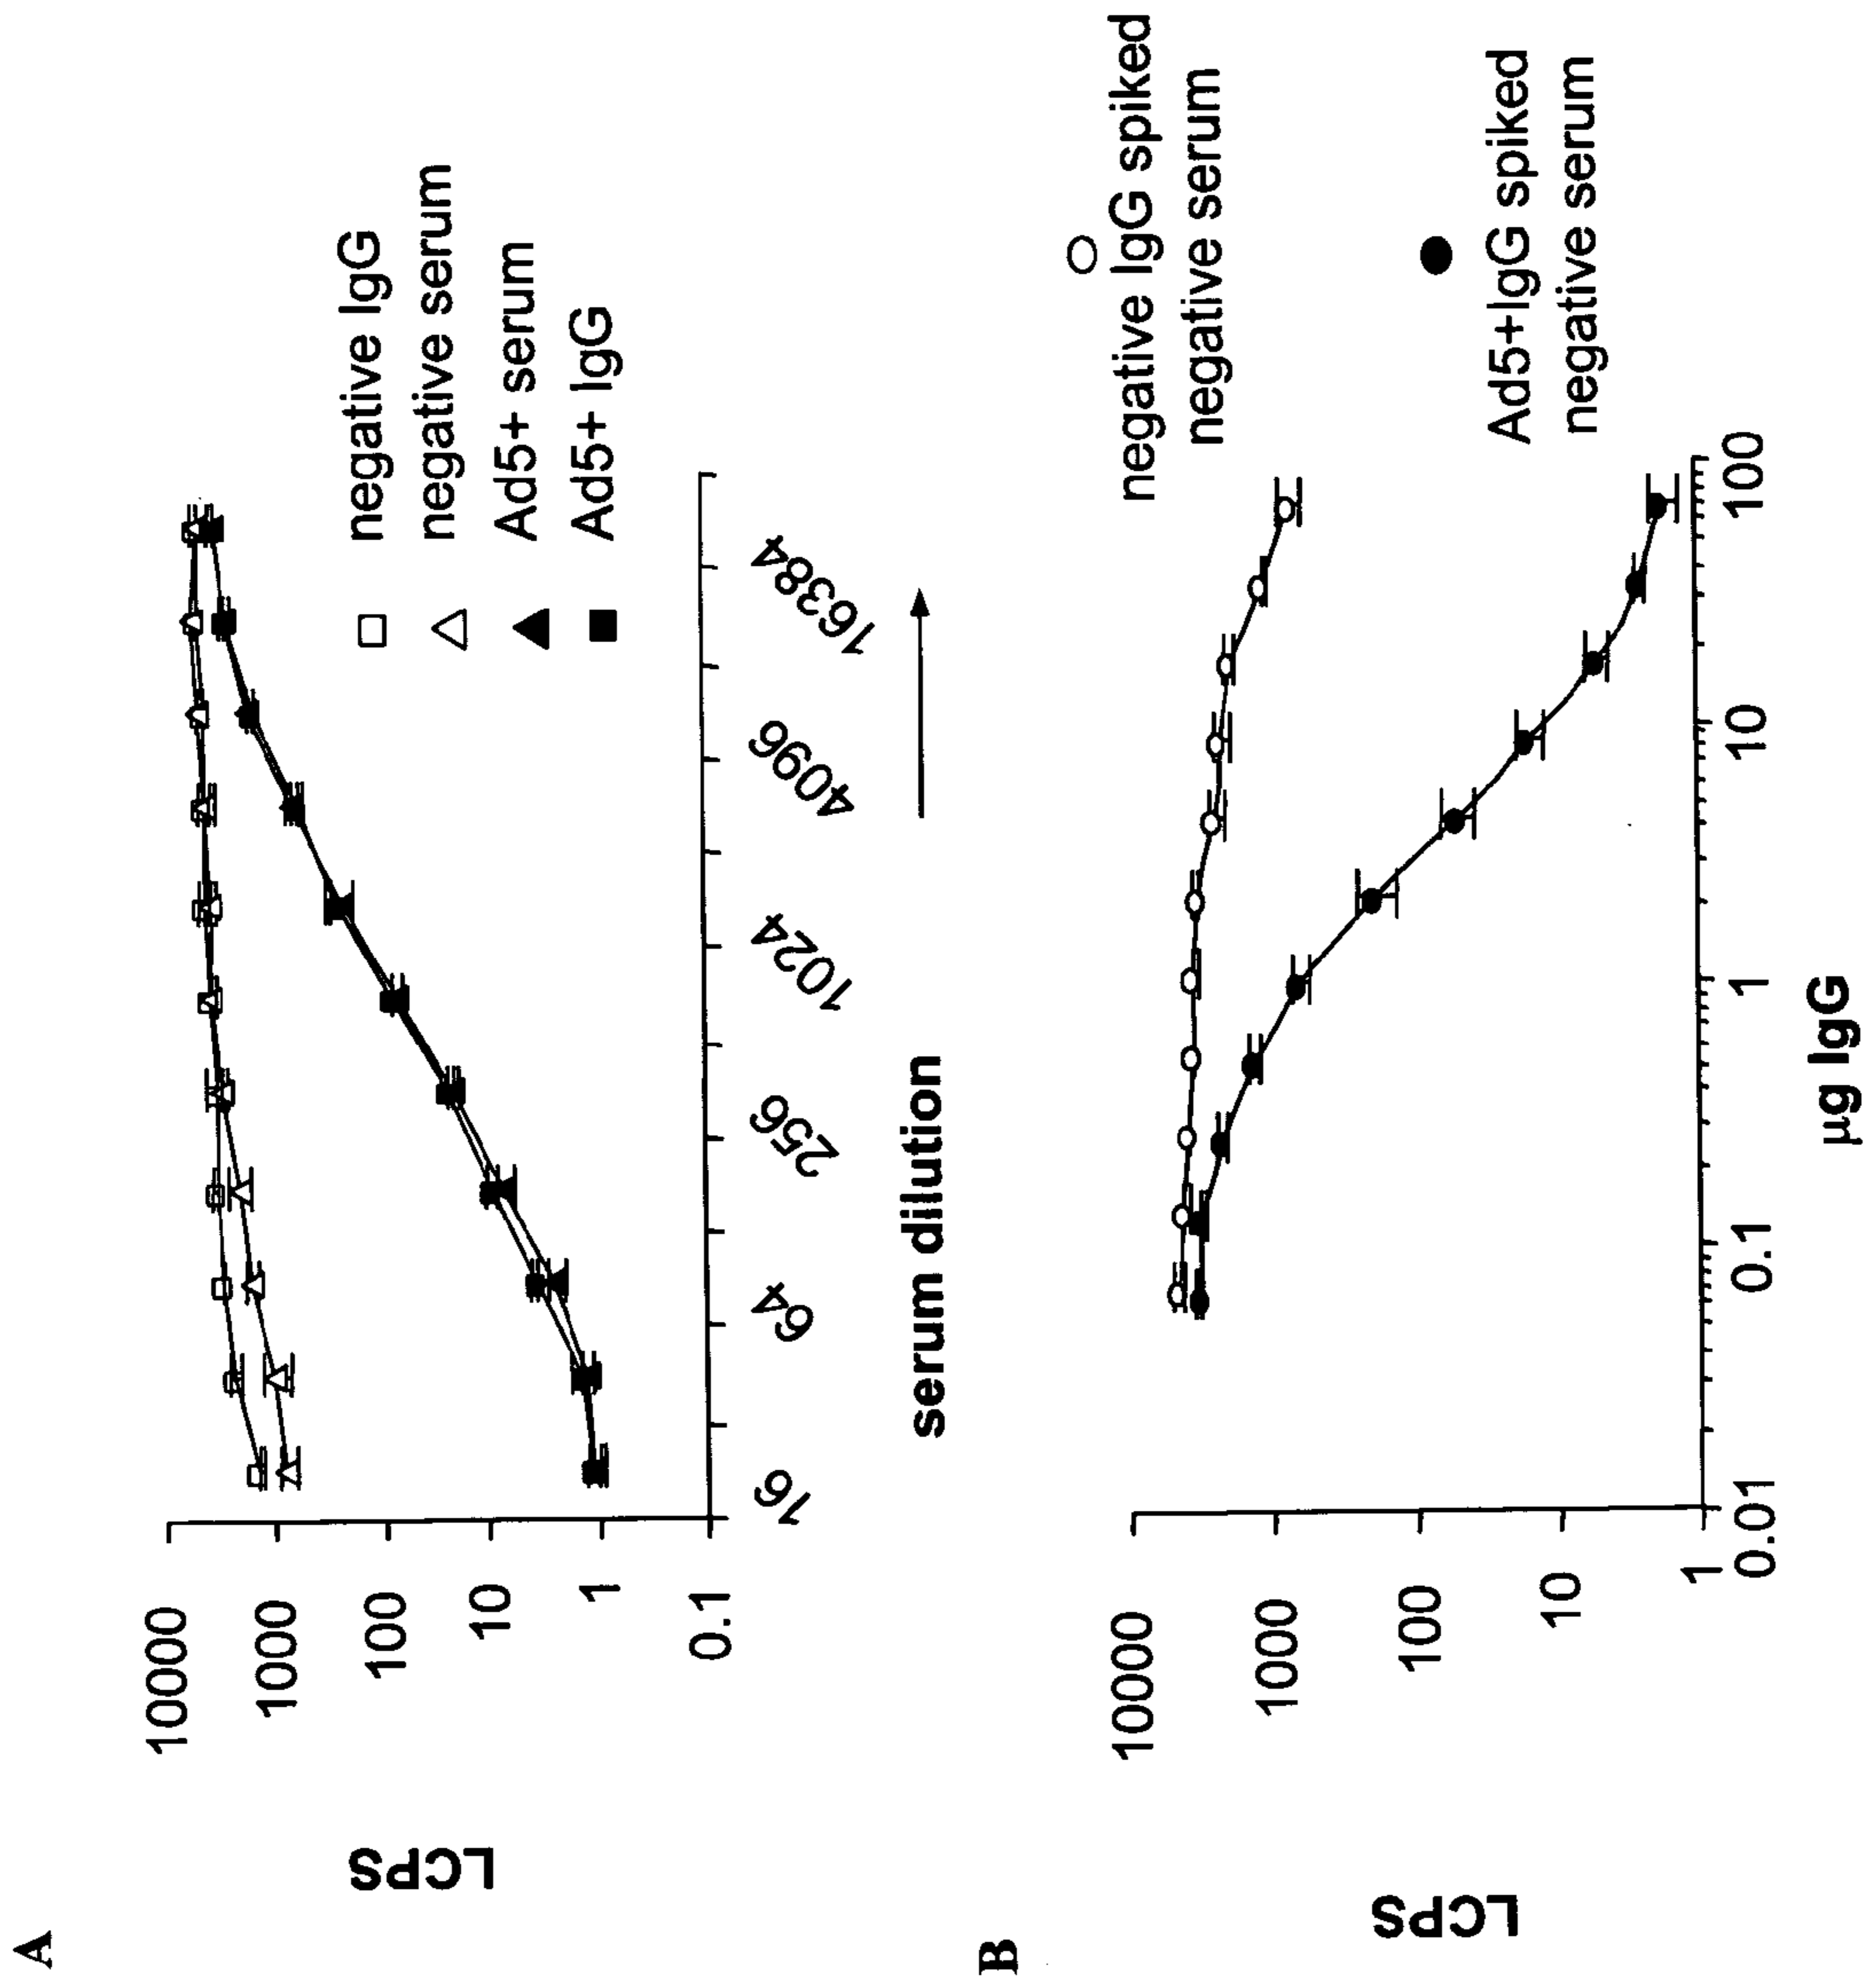 A
LCPS
10000
1000
100
10
1
0.1
16
64
256
1024
4096
16384
serum dilution
negative IgG
negative serum
Ad5+ serum
Ad5+ IgG
B
LCPS
10000
1000
100
10
1
0.01
0.1
1
10
100
µg IgG
negative IgG spiked
negative serum
Ad5+IgG spiked
negative serum